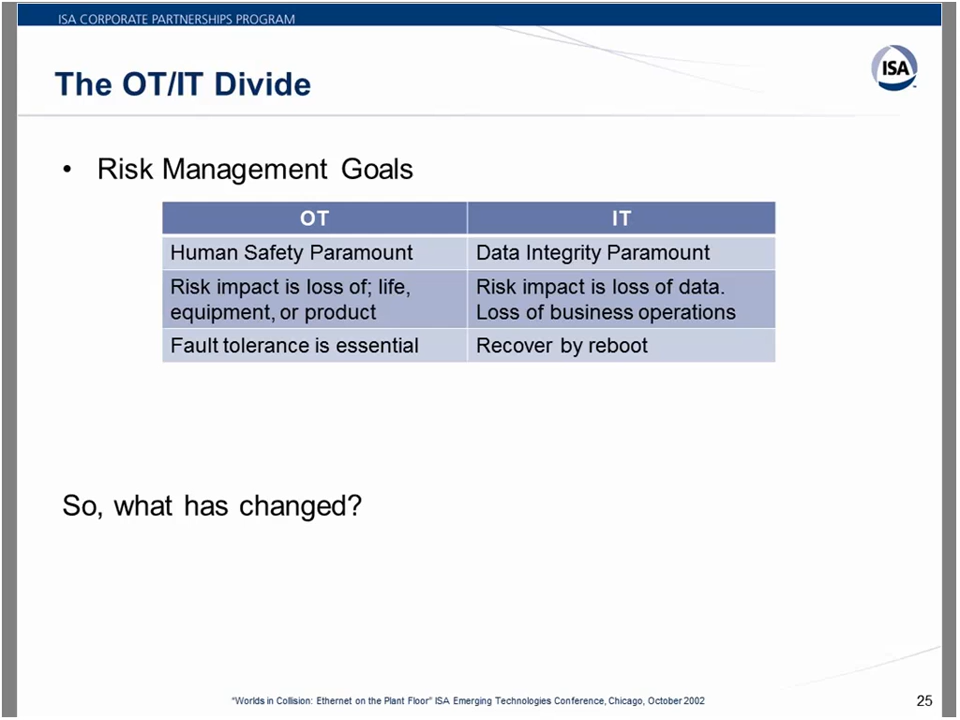 ISA CORPORATE PARTNERSHIPS PROGRAM
ISA
The OT/IT Divide
• Risk Management Goals
OT IT
Human Safety Paramount Data Integrity Paramount
Risk impact is loss of; life, Risk impact is loss of data.
equipment, or product Loss of business operations
Fault tolerance is essential Recover by reboot
So, what has changed?
"Worlds in Collision: Ethernet on the Plant Floor" ISA Emerging Technologies Conference, Chicago, October 2002
25